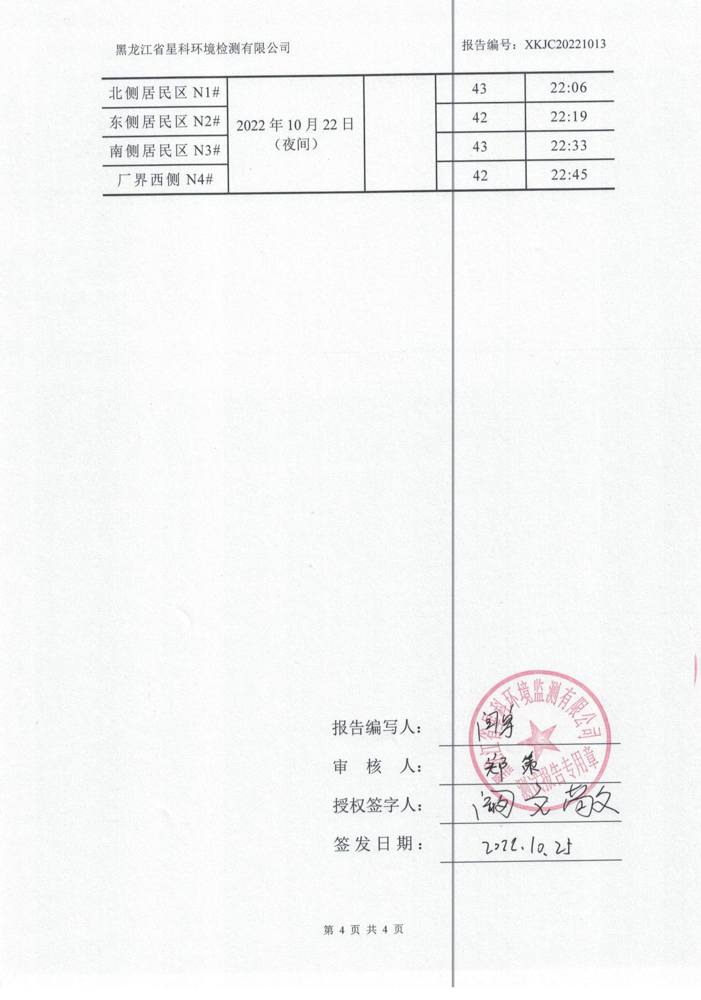 黑龙江省星科环境检测有限公司 报告编号：XKJC20221013
北侧居民区 N1# 43 22:06
东侧居民区 N2# 42 22:19
2022 年 10 月 22 日
（夜间）
南侧居民区 N3# 43 22:33
厂界西侧 N4# 42 22:45
黑龙江省星科环境监测有限公司
测试报告专用章
报告编写人：
审 核 人： 郑策
授权签字人：
签发日期： 2022.10.25
第 4 页 共 4 页